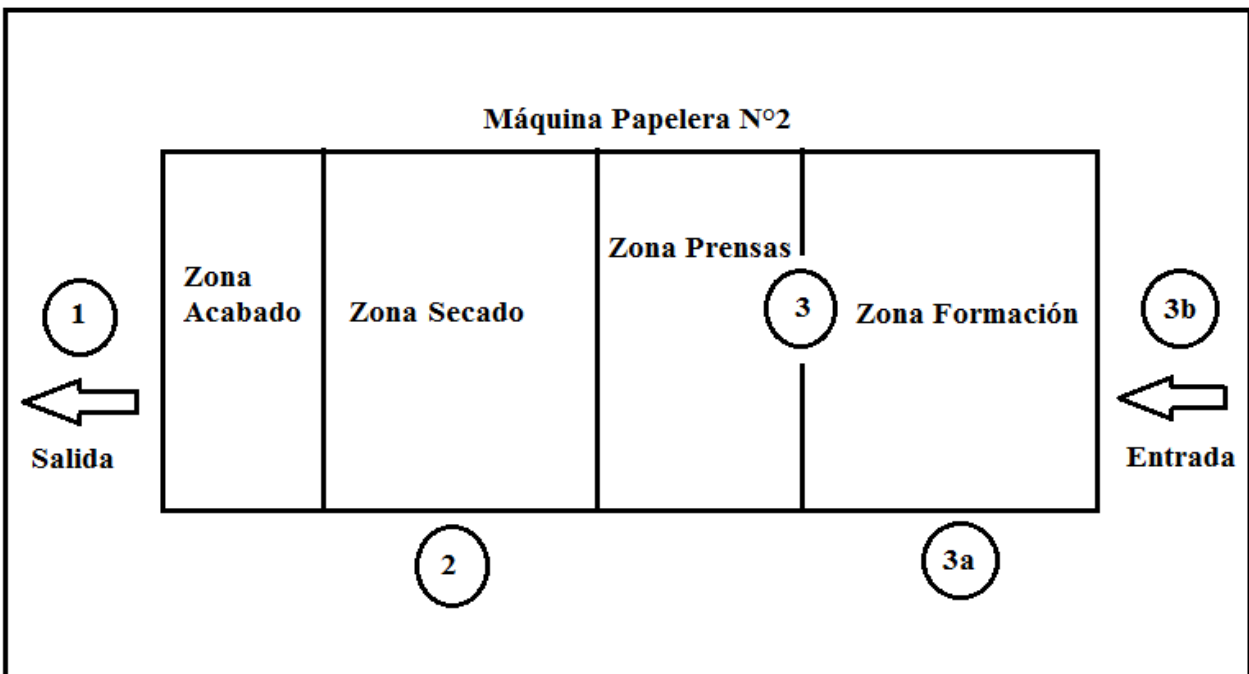 Máquina Papelera N°2
Zona
Acabado
Zona Secado
Zona Prensas
Zona Formación
1
3
3b
Salida
Entrada
2
3a